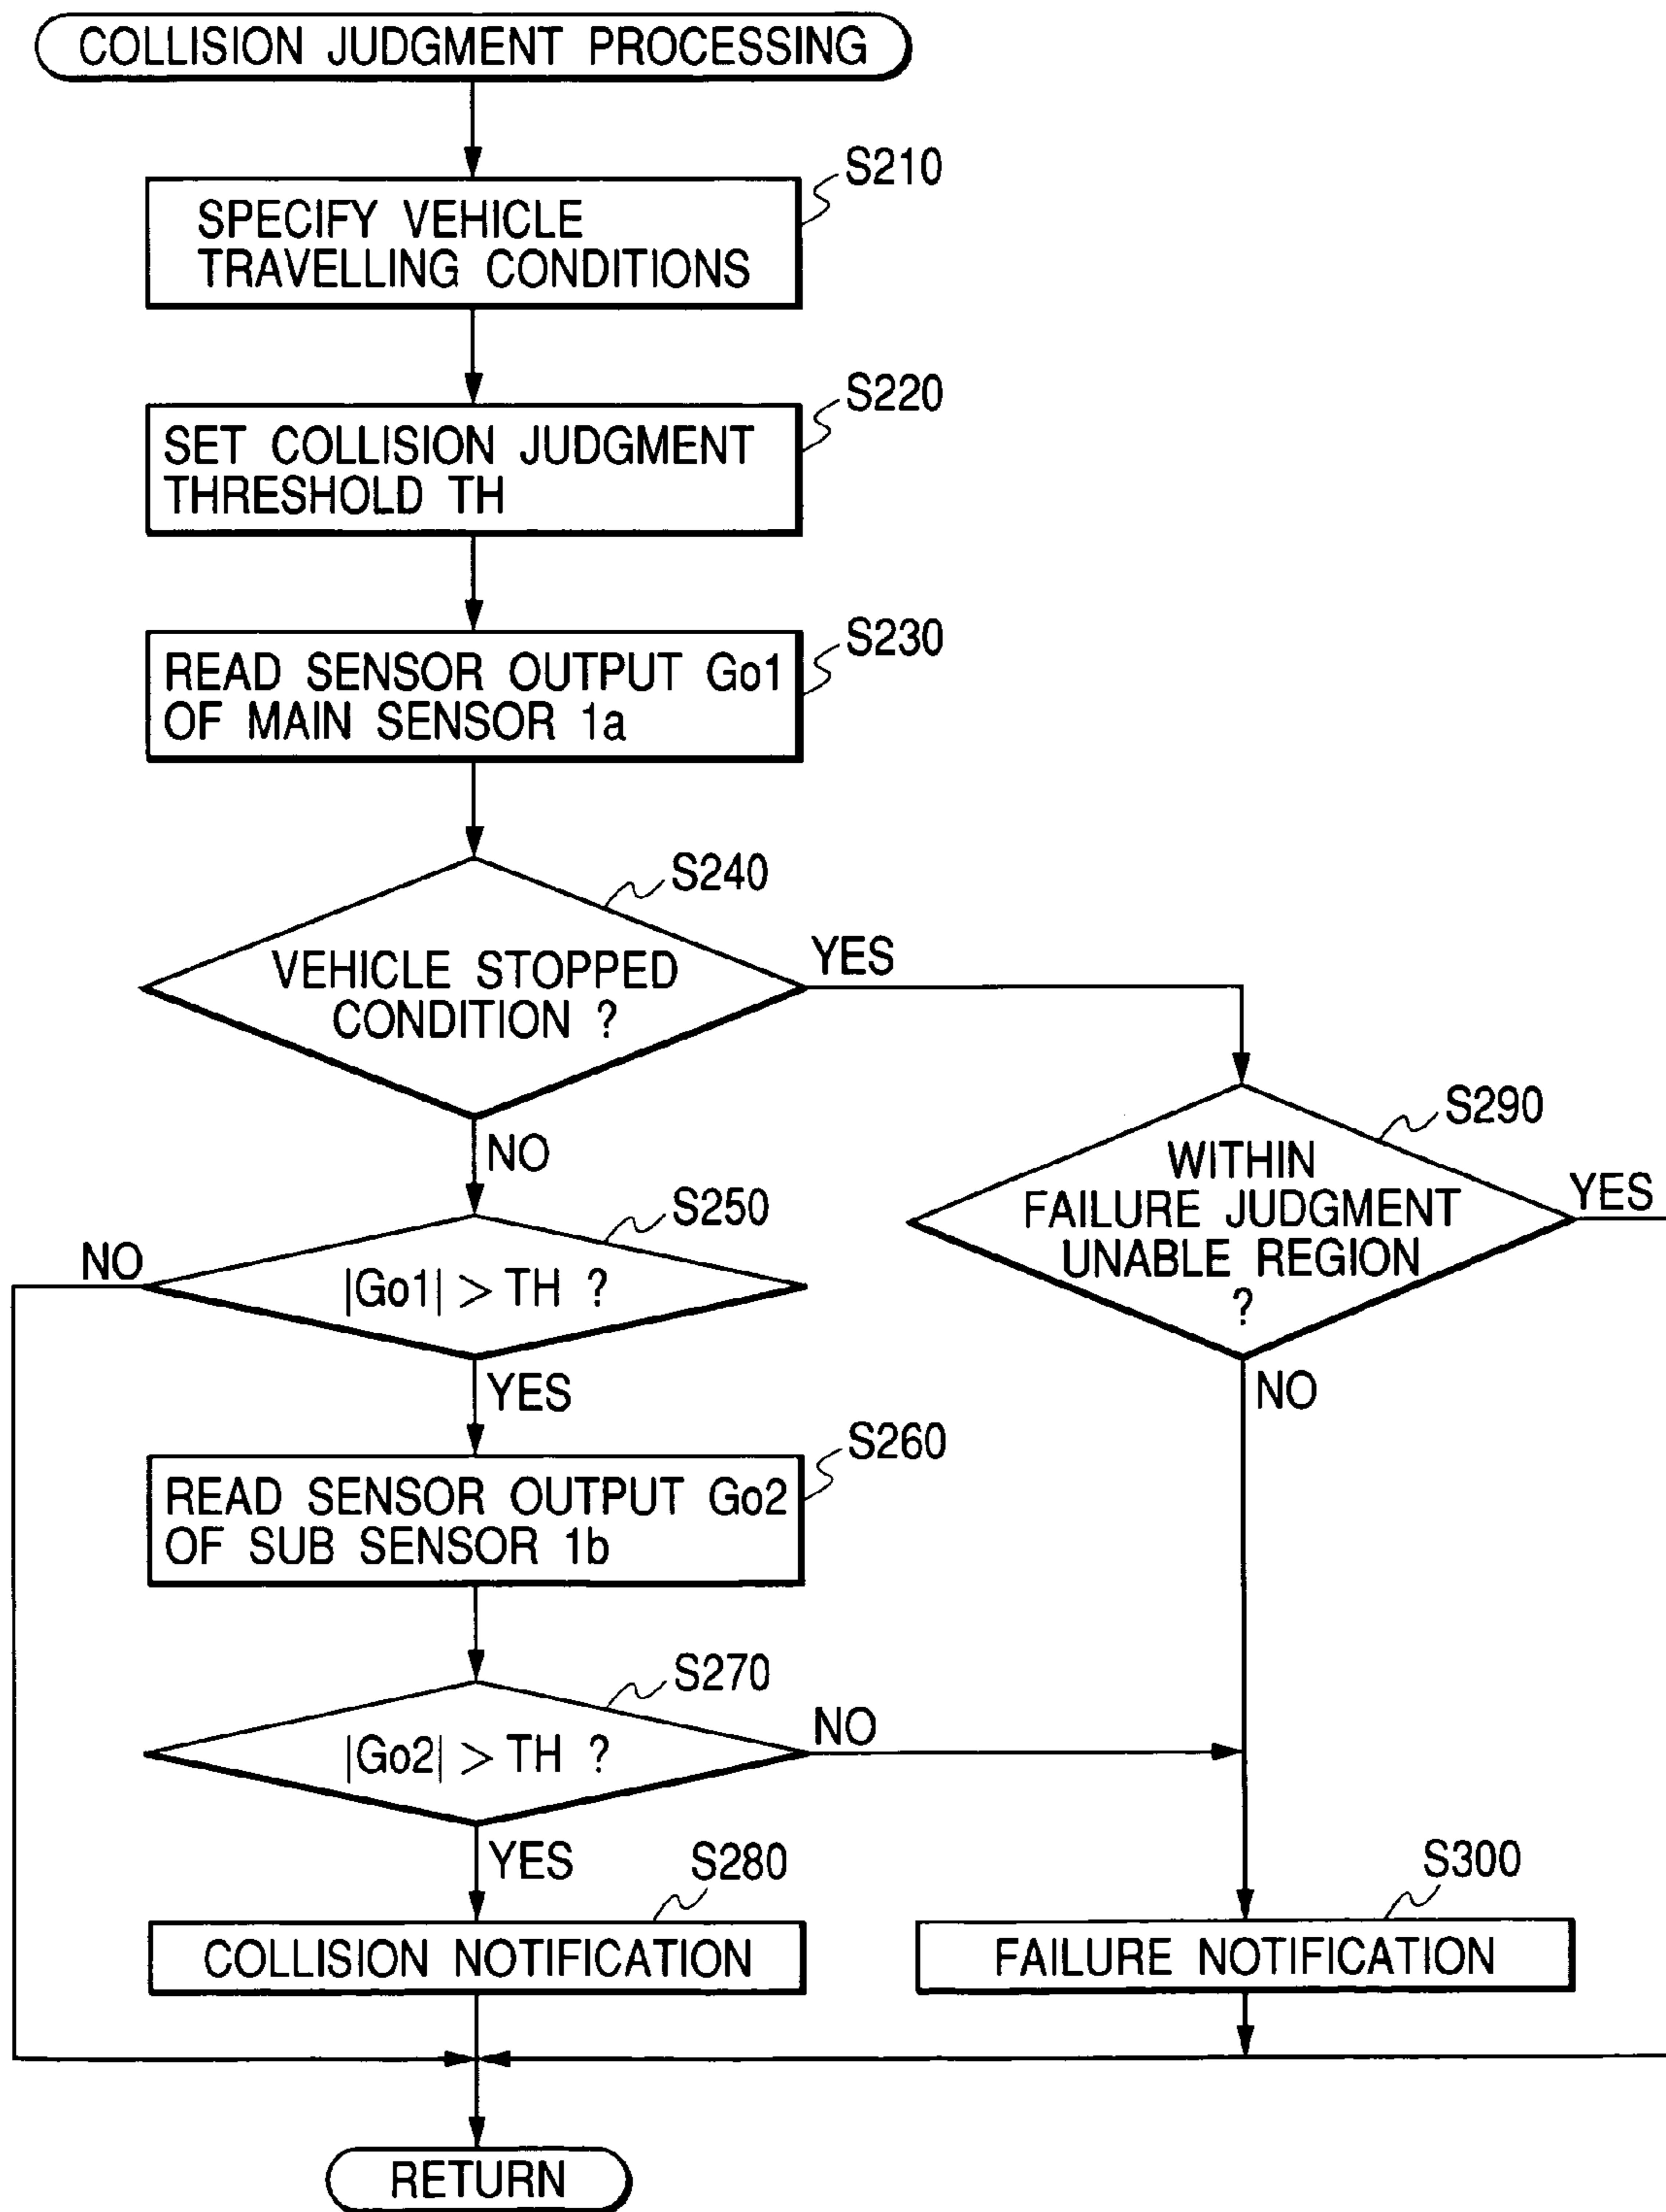 COLLISION JUDGMENT PROCESSING
S210
SPECIFY VEHICLE
TRAVELLING CONDITIONS
S220
SET COLLISION JUDGMENT
THRESHOLD TH
S230
READ SENSOR OUTPUT Go1
OF MAIN SENSOR 1a
S240
VEHICLE STOPPED
CONDITION ?
YES
NO
S290
WITHIN
FAILURE JUDGMENT
UNABLE REGION
?
YES
NO
S250
|Go1| > TH ?
NO
YES
S260
READ SENSOR OUTPUT Go2
OF SUB SENSOR 1b
S270
|Go2| > TH ?
NO
YES
S280
COLLISION NOTIFICATION
S300
FAILURE NOTIFICATION
RETURN